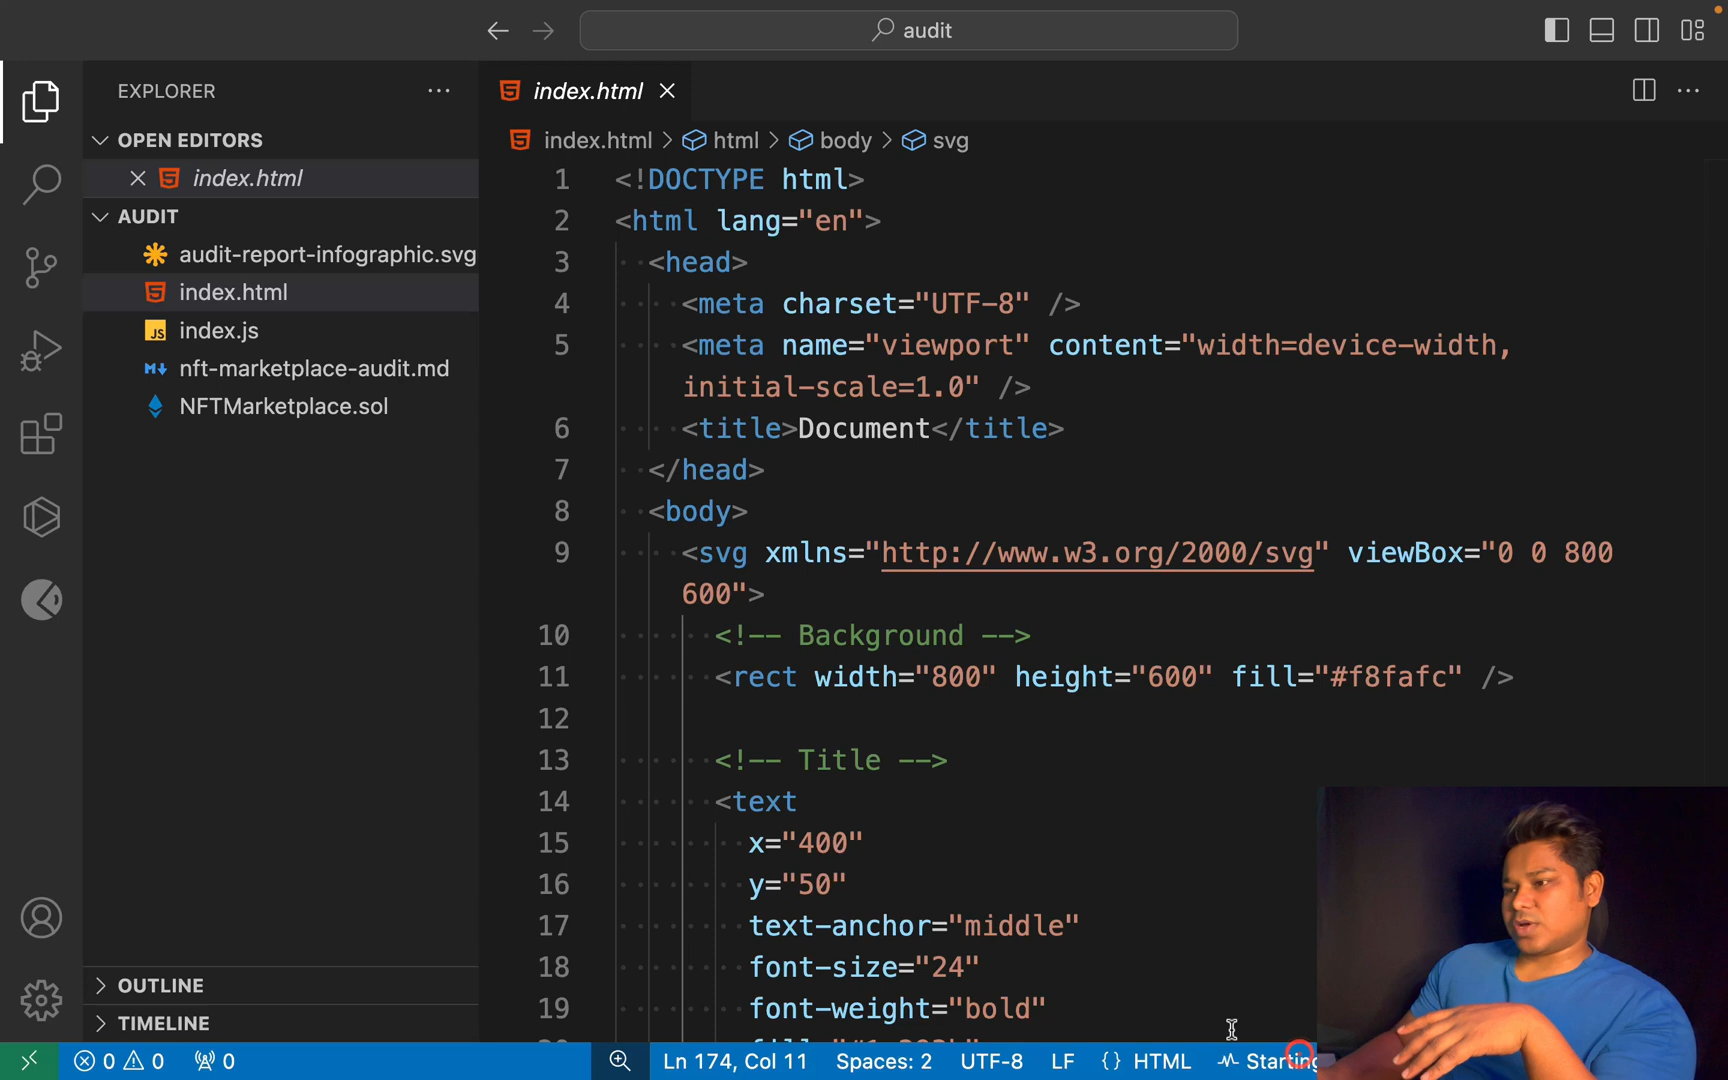 audit
EXPLORER
index.html
OPEN EDITORS
index.html
AUDIT
audit-report-infographic.svg
index.html
index.js
nft-marketplace-audit.md
NFTMarketplace.sol
OUTLINE
TIMELINE
index.html > html > body > svg
1 <!DOCTYPE html>
2 <html lang="en">
3 <head>
4 <meta charset="UTF-8" />
5 <meta name="viewport" content="width=device-width,
initial-scale=1.0" />
6 <title>Document</title>
7 </head>
8 <body>
9 <svg xmlns="http://www.w3.org/2000/svg" viewBox="0 0 800
600">
10 <!-- Background -->
11 <rect width="800" height="600" fill="#f8fafc" />
12
13 <!-- Title -->
14 <text
15 x="400"
16 y="50"
17 text-anchor="middle"
18 font-size="24"
19 font-weight="bold"
0 0 0 Ln 174, Col 11 Spaces: 2 UTF-8 LF {} HTML Starting